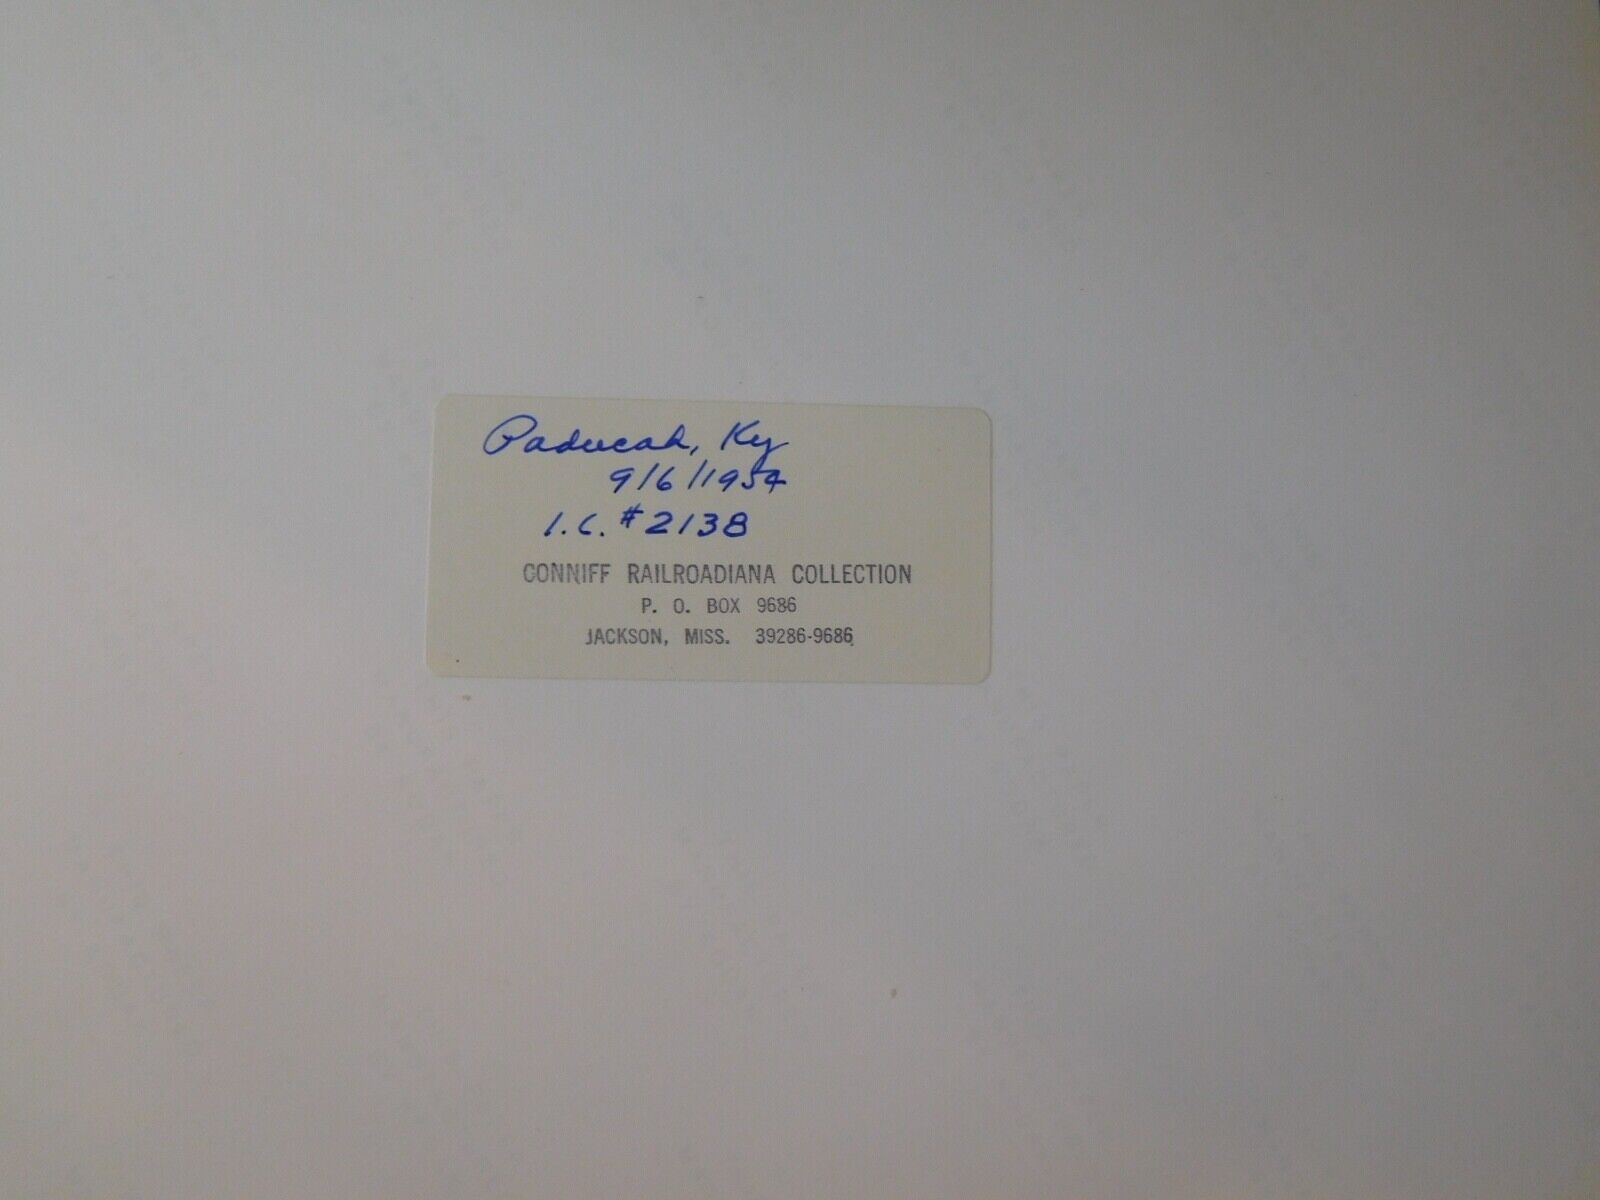 Paducah, Ky
9/6/1954
I.C. #2138
CONNIFF RAILROADIANA COLLECTION
P. O. BOX 9686
JACKSON, MISS. 39286-9686